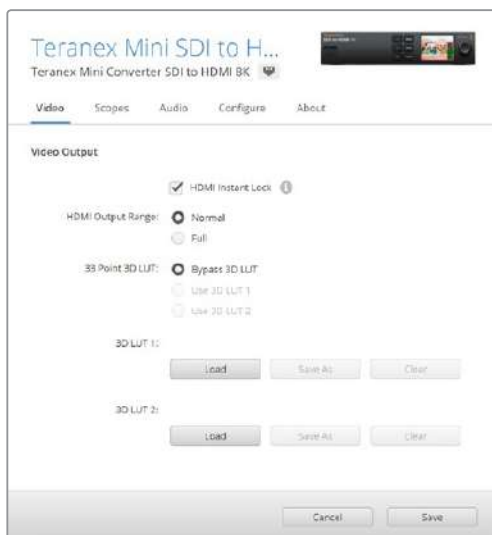 Teranex Mini SDI to H...
Teranex Mini Converter SDI to HDMI 8K
Video Scopes Audio Configure About
Video Output
HDMI Instant Lock
HDMI Output Range: Normal
Full
33 Point 3D LUT: Bypass 3D LUT
Use 3D LUT 1
Use 3D LUT 2
3D LUT 1:
Load Save As Clear
3D LUT 2:
Load Save As Clear
Cancel Save